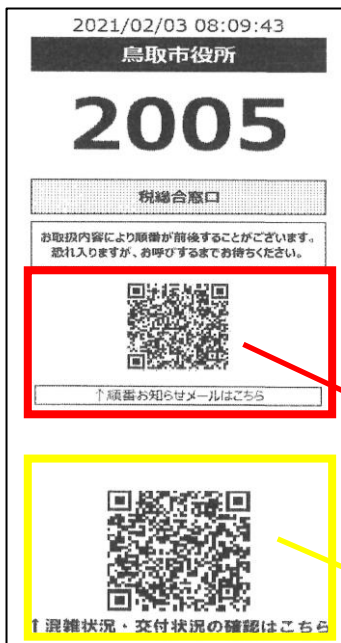 2021/02/03 08:09:43
鳥取市役所
2005
税総合窓口
お取扱内容により順番が前後することがございます。
恐れ入りますが、お呼びするまでお待ちください。
↑順番お知らせメールはこちら
↑混雑状況・交付状況の確認はこちら